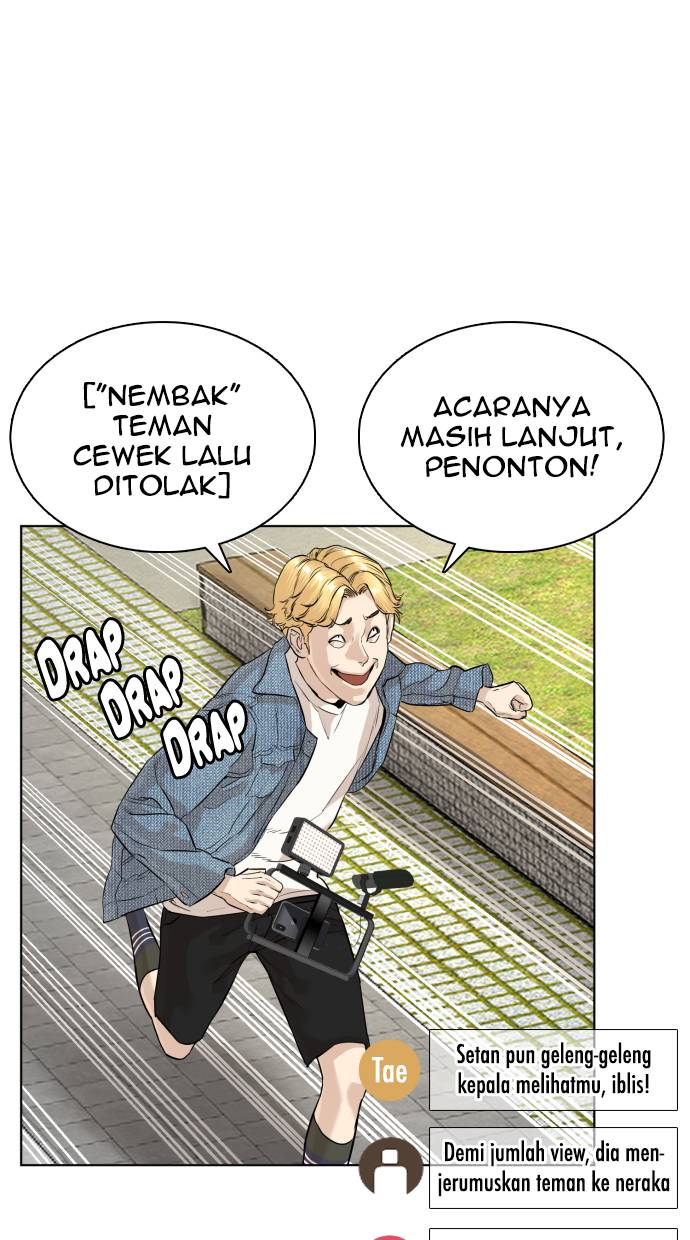 ["NEMBAK"
TEMAN
CEWEK LALU
DITOLAK]
ACARANYA
MASIH LANJUT,
PENONTON!
DRAP
DRAP
DRAP
Tae
Setan pun geleng-geleng
kepala melihatmu, iblis!
Demi jumlah view, dia men-
jerumuskan teman ke neraka